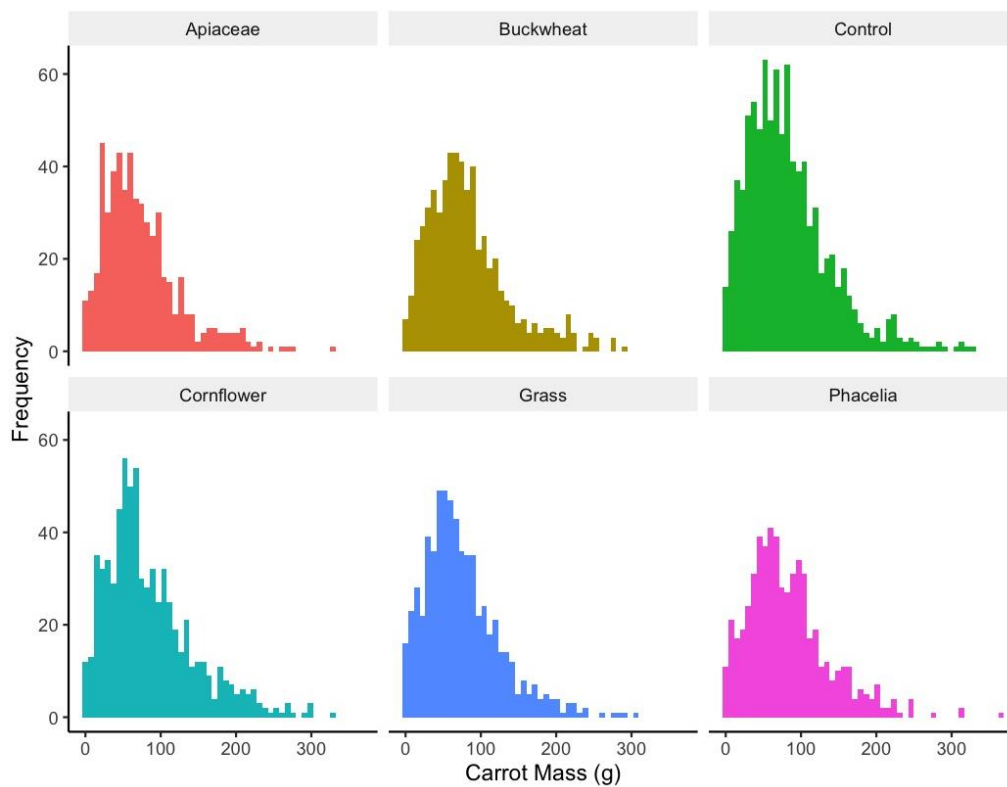 Apiaceae Buckwheat Control
60
40
20
0
Cornflower Grass Phacelia
60
40
20
0
0 100 200 300 0 100 200 300 0 100 200 300
Frequency
Carrot Mass (g)